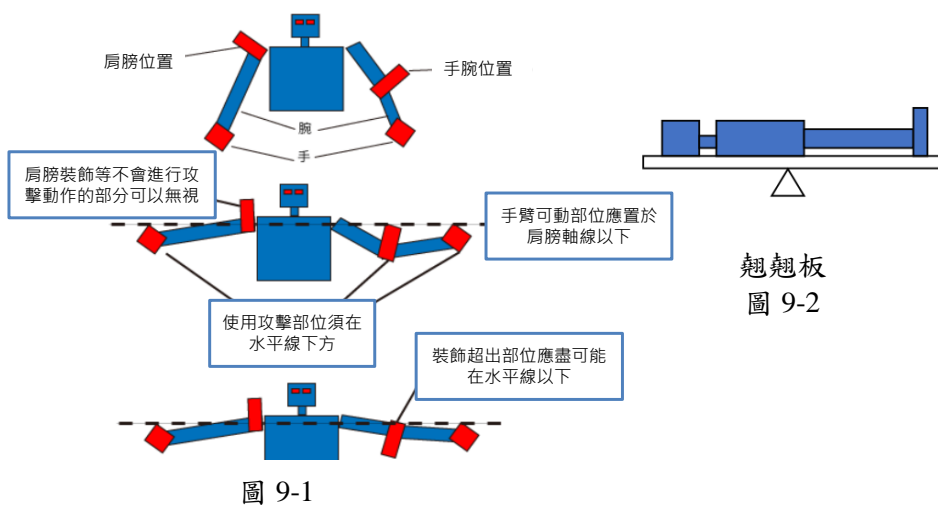 肩膀位置
手腕位置
腕
手
肩膀裝飾等不會進行攻
擊動作的部分可以無視
手臂可動部位應置於
肩膀軸線以下
使用攻擊部位須在
水平線下方
裝飾超出部位應盡可能
在水平線以下
圖 9-1
翹翹板
圖 9-2